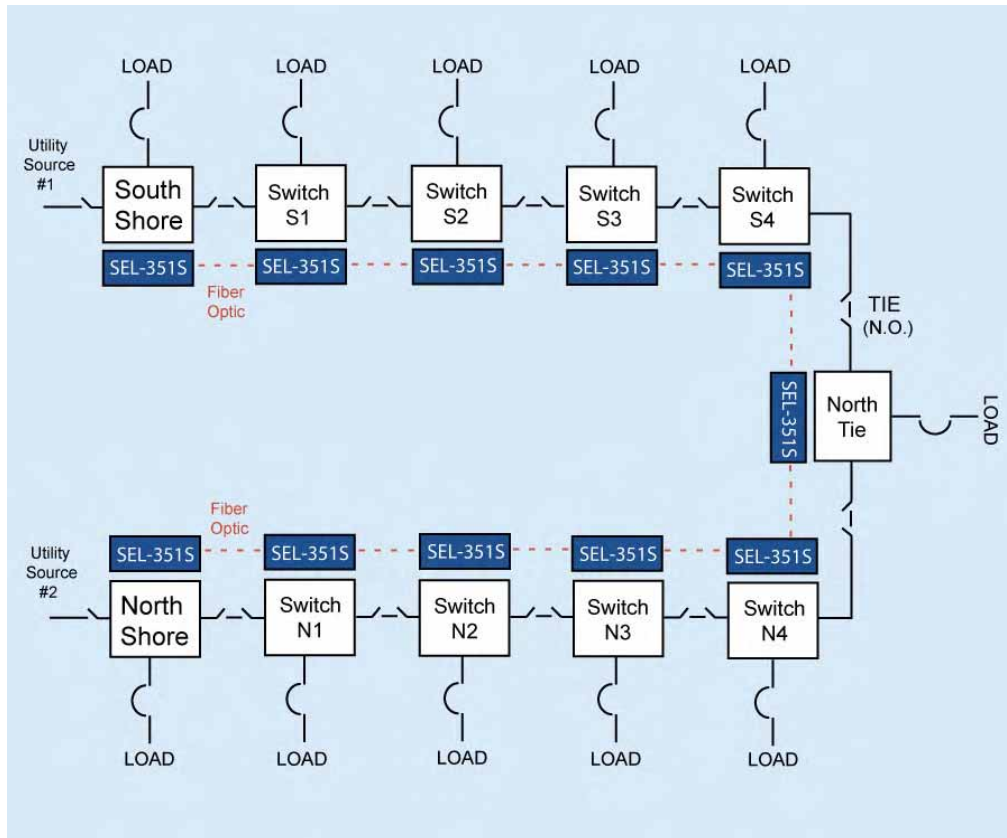 LOAD
LOAD
LOAD
LOAD
LOAD
Utility
Source
#1
South
Shore
Switch
S1
Switch
S2
Switch
S3
Switch
S4
SEL-351S
SEL-351S
SEL-351S
SEL-351S
SEL-351S
Fiber
Optic
TIE
(N.O.)
SEL-351S
North
Tie
LOAD
Fiber
Optic
SEL-351S
SEL-351S
SEL-351S
SEL-351S
SEL-351S
Utility
Source
#2
North
Shore
Switch
N1
Switch
N2
Switch
N3
Switch
N4
LOAD
LOAD
LOAD
LOAD
LOAD